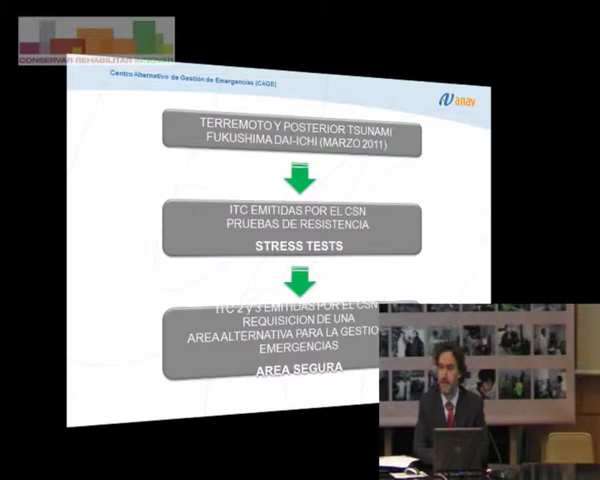 CONSERVAR REHABILITAR
Centro Alternativo de Gestión de Emergencias (CAGE)
anav
TERREMOTO Y POSTERIOR TSUNAMI
FUKUSHIMA DAI-ICHI (MARZO 2011)
ITC EMITIDAS POR EL CSN
PRUEBAS DE RESISTENCIA
STRESS TESTS
ITC 2 y 3 EMITIDAS POR EL CSN
REQUISICION DE UNA
AREA ALTERNATIVA PARA LA GESTIO
EMERGENCIAS
AREA SEGURA